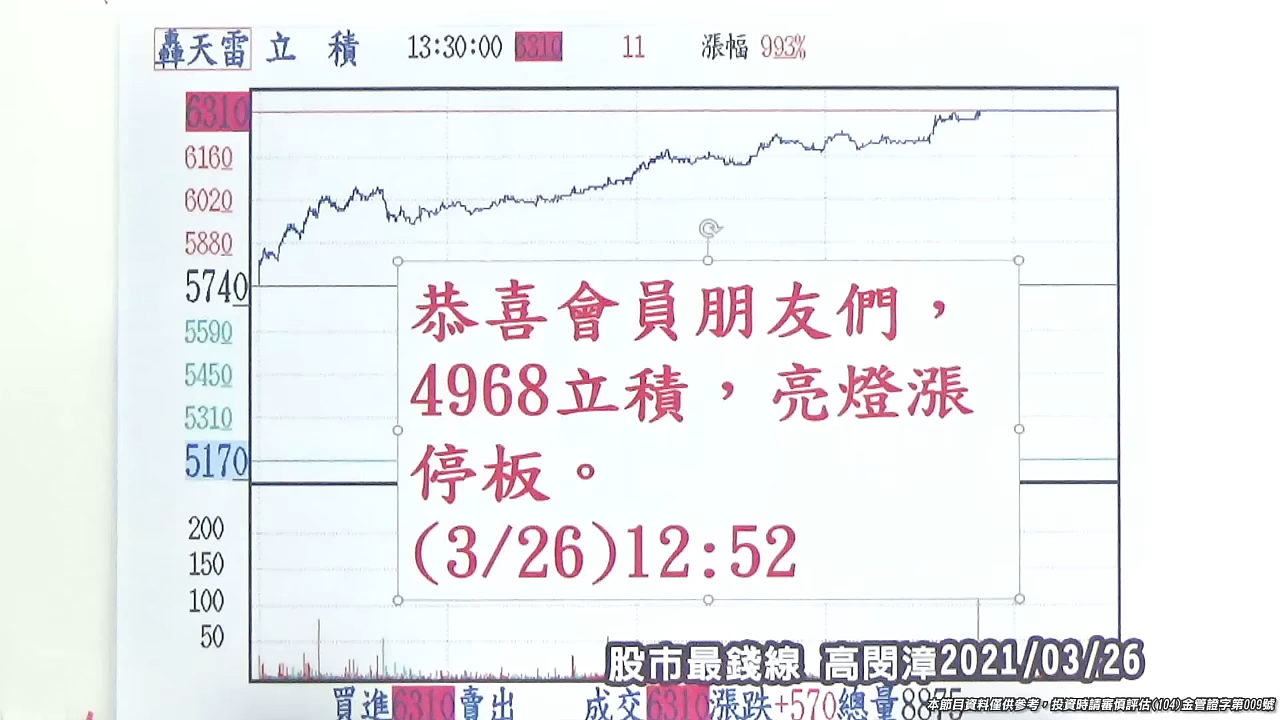 轟天雷 立 積 13:30:00 6310 11 漲幅 993%
6310
6160
6020
5880
5740
5590
5450
5310
5170
200
150
100
50
恭喜會員朋友們，
4968立積，亮燈漲
停板。
(3/26)12:52
股市最錢線 高閔漳2021/03/26
買進6310賣出 成交6310漲跌+570總量8875
本節目資料僅供參考，投資時請審慎評估(104)金管證字第009號